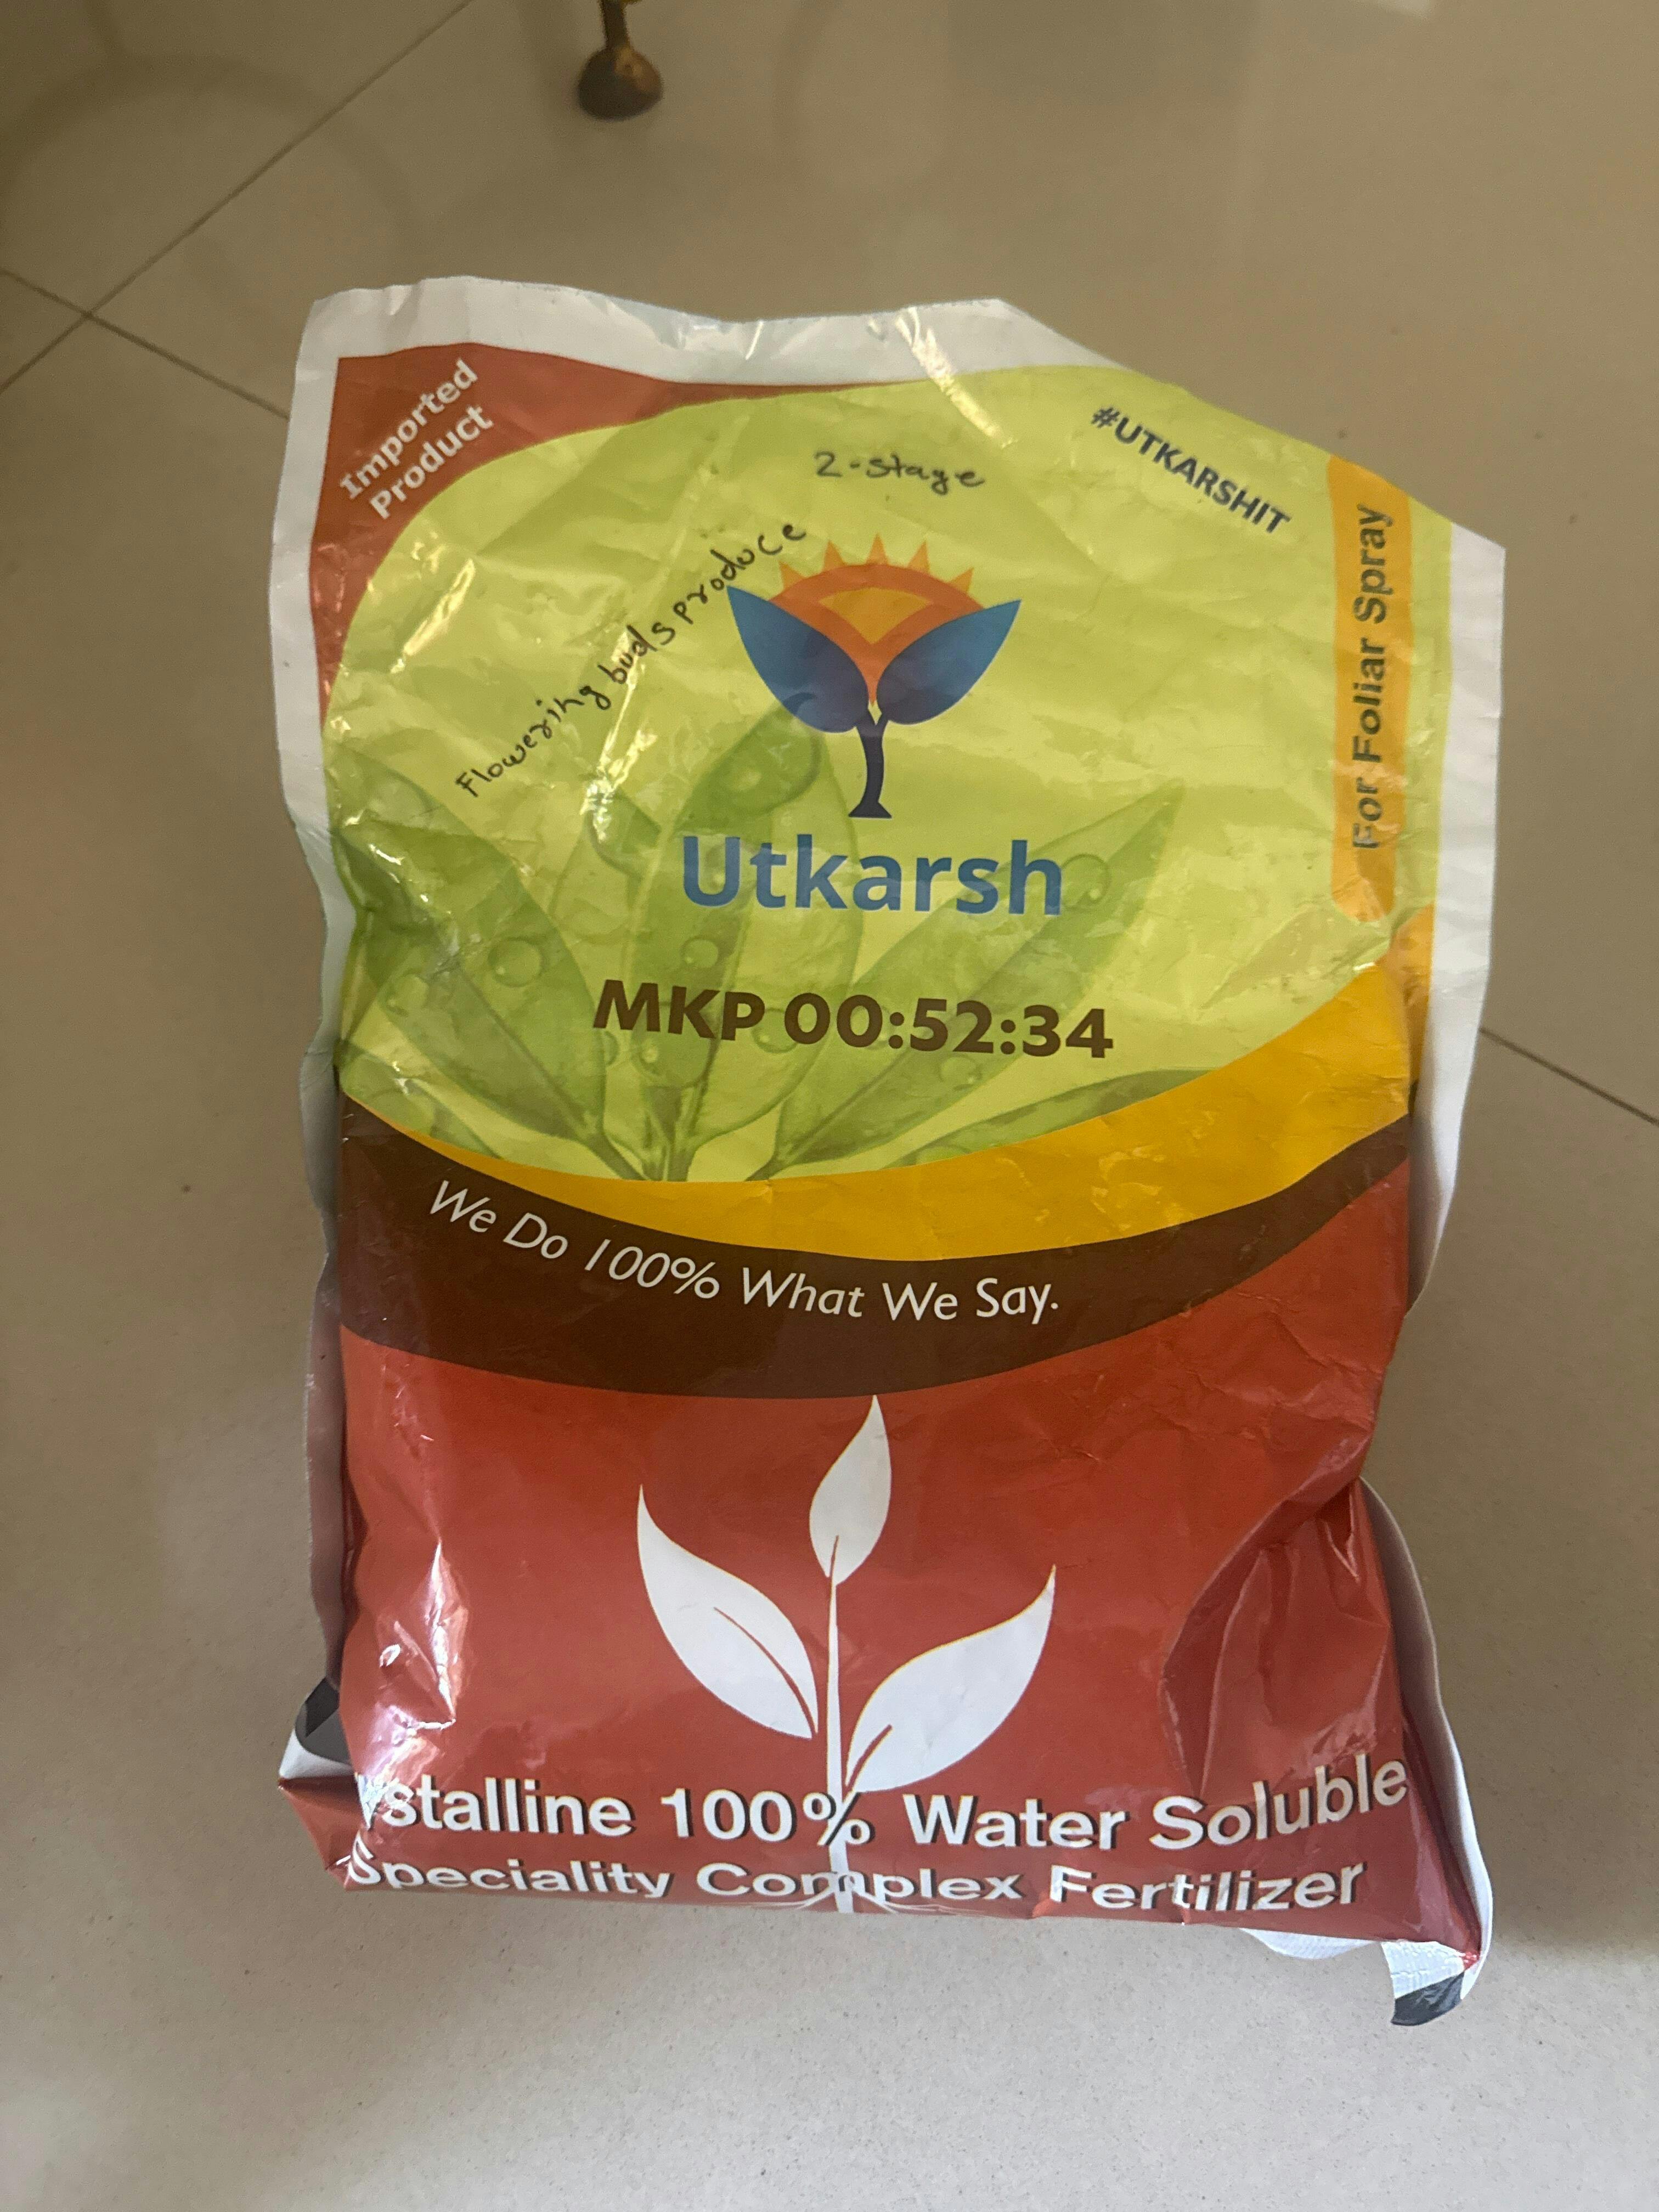 Imported
Product
2-stage
#UTKARSHIT
Flowering buds produce
For Foliar Spray
Utkarsh
MKP 00:52:34
We Do 100% What We Say.
ystalline 100% Water Soluble
Speciality Complex Fertilizer